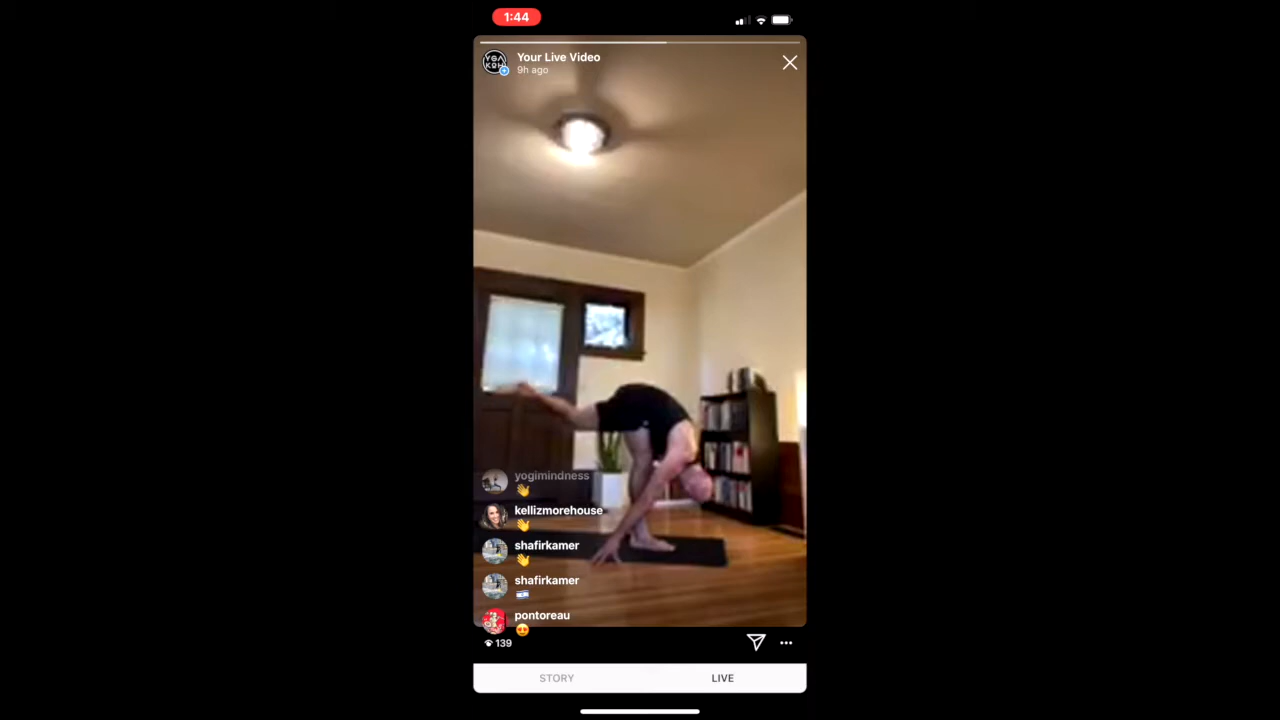 1:44
Your Live Video
9h ago
yogimindness
👋
kellizmorehouse
👋
shafirkamer
👋
shafirkamer
🇮🇱
pontoreau
😍
139
STORY
LIVE